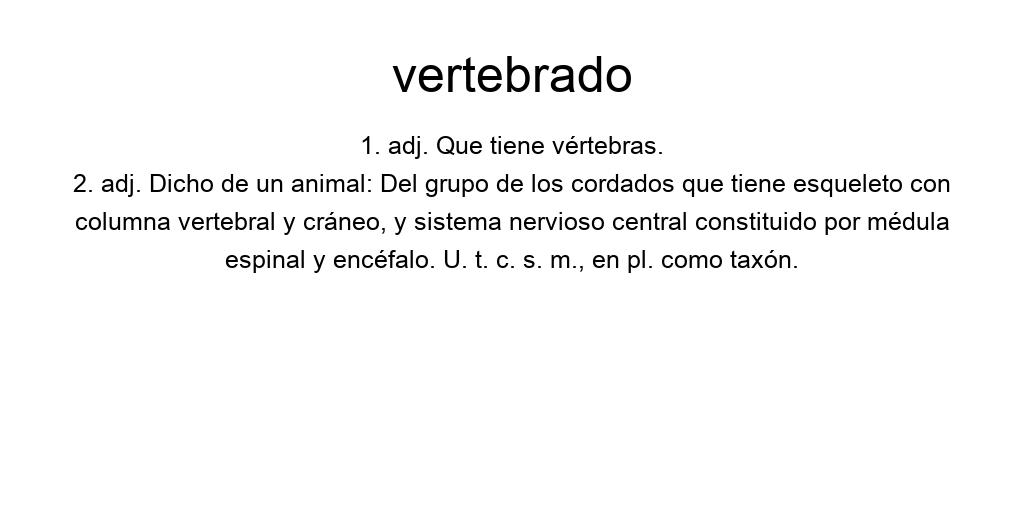 vertebrado
1. adj. Que tiene vértebras.
2. adj. Dicho de un animal: Del grupo de los cordados que tiene esqueleto con
columna vertebral y cráneo, y sistema nervioso central constituido por médula
espinal y encéfalo. U. t. c. s. m., en pl. como taxón.